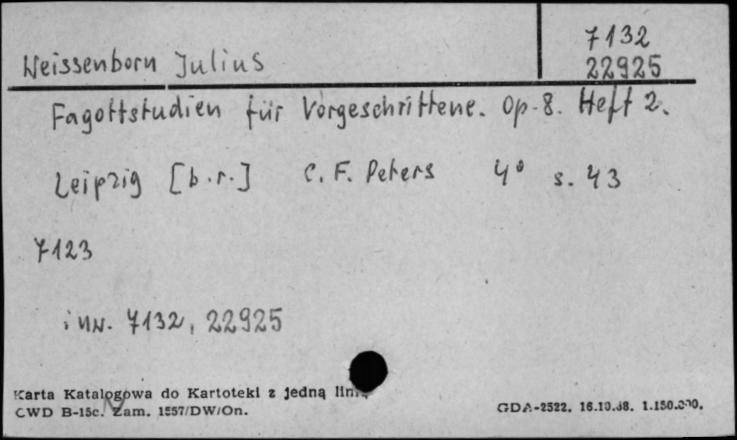 Weissenborn Julius
7132
22925
Fagottstudien für Vorgeschrittene. Op. 8. Heft 2.
Leipzig [b.r.] C. F. Peters 4° s. 43
7123
inw. 7132, 22925
Karta Katalogowa do Kartoteki z jedną linią
CWD B-15c. Zam. 1557/DW/On.
GDA-2522. 16.10.68. 1.150.000.